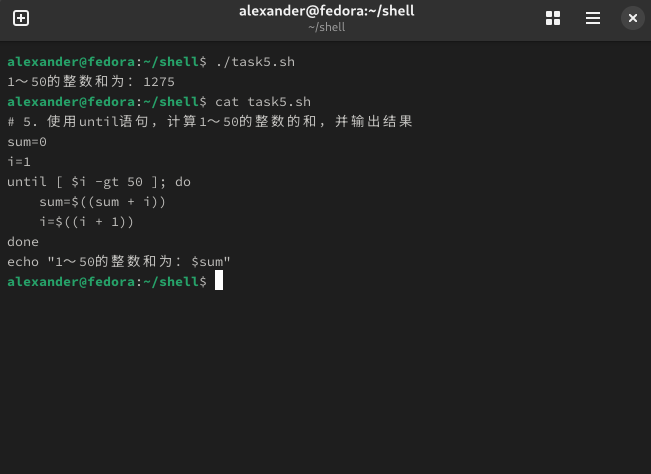 alexander@fedora:~/shell
~/shell
alexander@fedora:~/shell$ ./task5.sh
1～50的整数和为：1275
alexander@fedora:~/shell$ cat task5.sh
# 5. 使用until语句，计算1～50的整数的和，并输出结果
sum=0
i=1
until [ $i -gt 50 ]; do
    sum=$((sum + i))
    i=$((i + 1))
done
echo "1～50的整数和为：$sum"
alexander@fedora:~/shell$